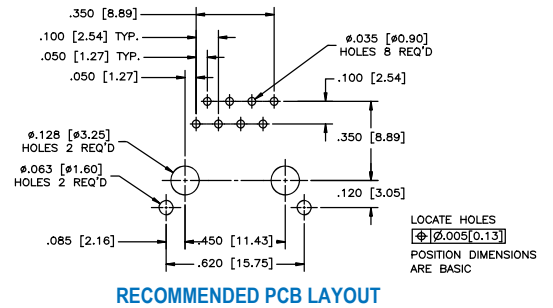 .350 [8.89]
.100 [2.54] TYP.
.050 [1.27] TYP.
.050 [1.27]
ø.035 [ø0.90]
HOLES 8 REQ'D
.100 [2.54]
.350 [8.89]
ø.128 [ø3.25]
HOLES 2 REQ'D
ø.063 [ø1.60]
HOLES 2 REQ'D
.120 [3.05]
.085 [2.16]
.450 [11.43]
.620 [15.75]
LOCATE HOLES
⌖ Ø.005[0.13]
POSITION DIMENSIONS
ARE BASIC
RECOMMENDED PCB LAYOUT